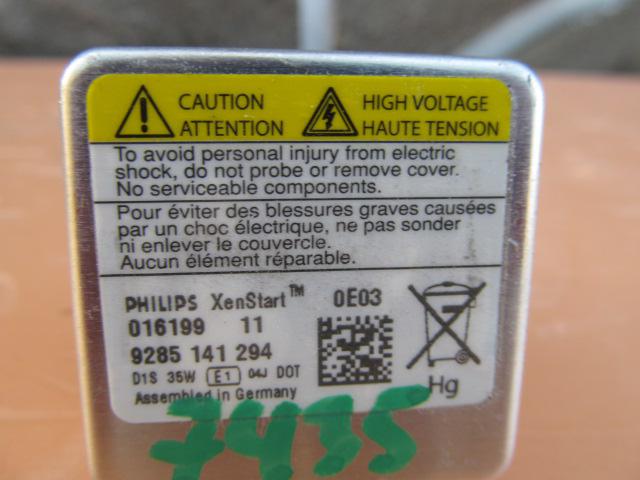 CAUTION
ATTENTION
HIGH VOLTAGE
HAUTE TENSION
To avoid personal injury from electric
shock, do not probe or remove cover.
No serviceable components.
Pour éviter des blessures graves causées
par un choc électrique, ne pas sonder
ni enlever le couvercle.
Aucun élément réparable.
PHILIPS XenStart™ 0E03
016199 11
9285 141 294
D1S 35W E1 04J DOT
Assembled in Germany
Hg
7435